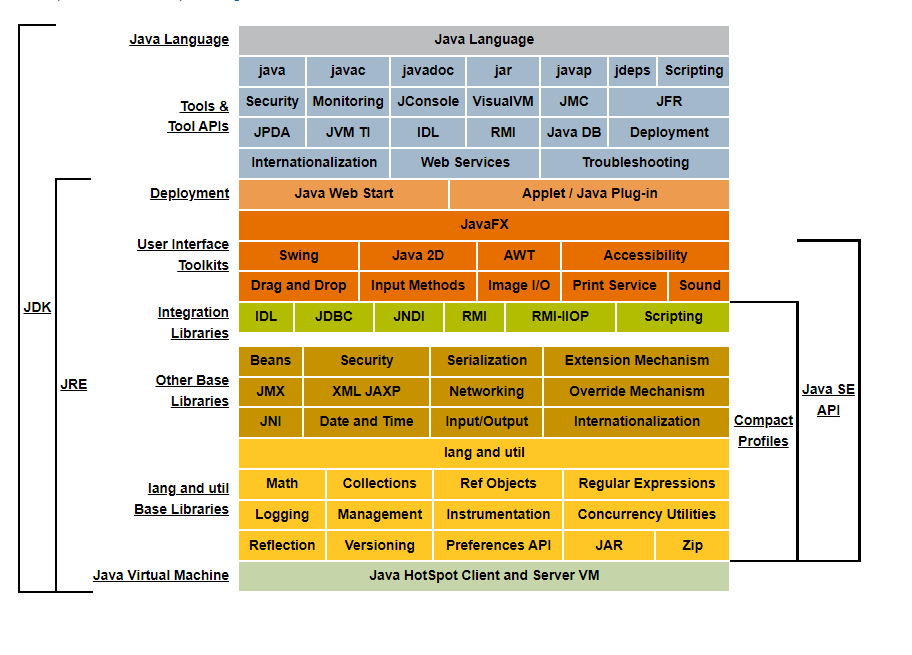 Java Language Java Language
java javac javadoc jar javap jdeps Scripting
Tools &
Tool APIs
Security Monitoring JConsole VisualVM JMC JFR
JPDA JVM TI IDL RMI Java DB Deployment
Internationalization Web Services Troubleshooting
Deployment Java Web Start Applet / Java Plug-in
JavaFX
User Interface
Toolkits
Swing Java 2D AWT Accessibility
Drag and Drop Input Methods Image I/O Print Service Sound
JDK
Integration
Libraries
IDL JDBC JNDI RMI RMI-IIOP Scripting
JRE
Other Base
Libraries
Beans Security Serialization Extension Mechanism
JMX XML JAXP Networking Override Mechanism
JNI Date and Time Input/Output Internationalization
Java SE
API
Compact
Profiles
lang and util
lang and util
Base Libraries
Math Collections Ref Objects Regular Expressions
Logging Management Instrumentation Concurrency Utilities
Reflection Versioning Preferences API JAR Zip
Java Virtual Machine Java HotSpot Client and Server VM